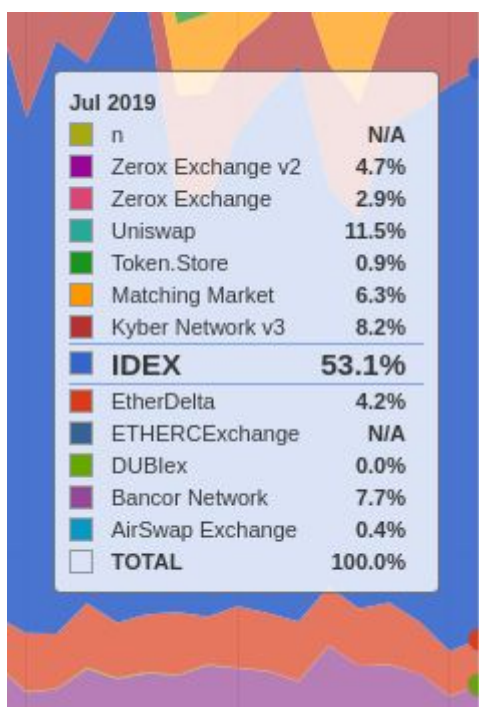 Jul 2019
n N/A
Zerox Exchange v2 4.7%
Zerox Exchange 2.9%
Uniswap 11.5%
Token.Store 0.9%
Matching Market 6.3%
Kyber Network v3 8.2%
IDEX 53.1%
EtherDelta 4.2%
ETHERCExchange N/A
DUBIex 0.0%
Bancor Network 7.7%
AirSwap Exchange 0.4%
TOTAL 100.0%